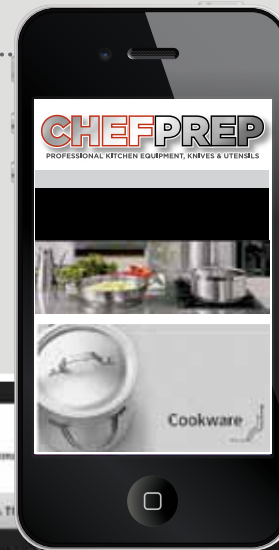 CHEFPREP
PROFESSIONAL KITCHEN EQUIPMENT, KNIVES & UTENSILS
Cookware